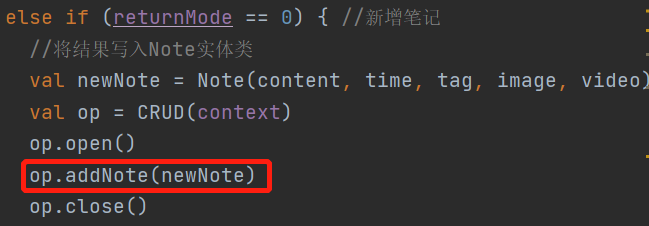 else if (returnMode == 0) { //新增笔记
//将结果写入Note实体类
val newNote = Note(content, time, tag, image, video)
val op = CRUD(context)
op.open()
op.addNote(newNote)
op.close()